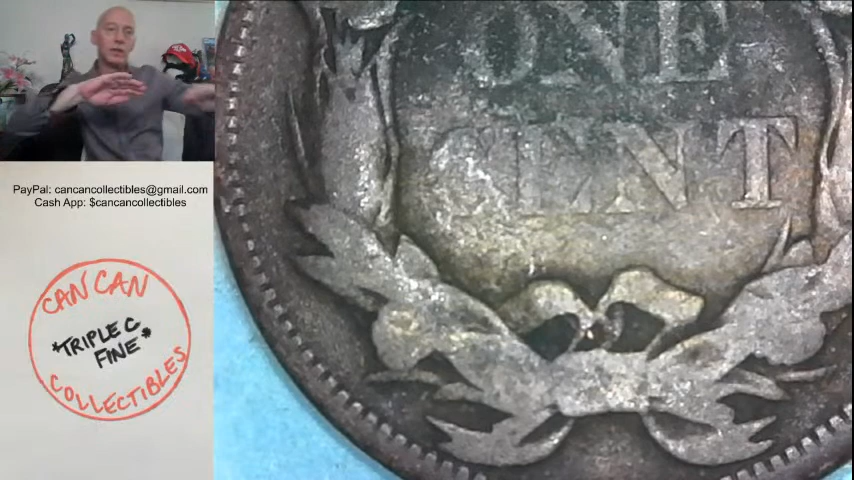 PayPal: cancancollectibles@gmail.com
Cash App: $cancancollectibles
CAN CAN
*TRIPLE C
FINE*
COLLECTIBLES
ONE
CENT